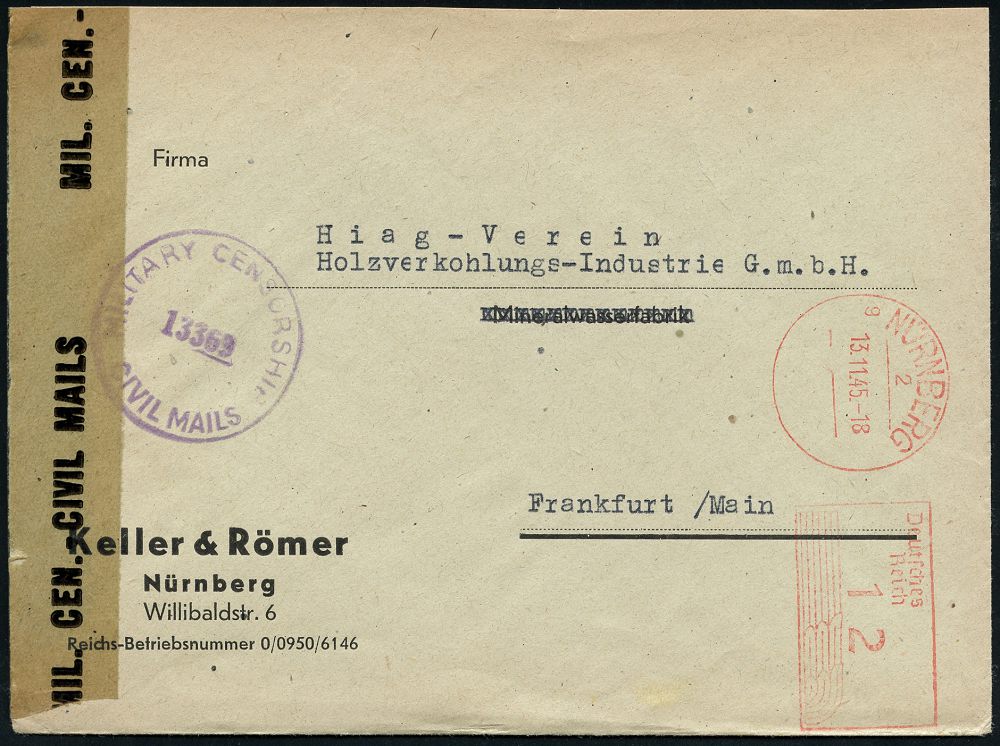 MIL. CEN.-
MIL. CEN.-CIVIL MAILS
Firma
Hiag-Verein
Holzverkohlungs-Industrie G.m.b.H.
Mineralwasserfabrik
MILITARY CENSORSHIP
13369
CIVIL MAILS
NÜRNBERG
2
13.11.45.-18
Frankfurt /Main
Deutsches
Reich
12
Keller & Römer
Nürnberg
Willibaldstr. 6
Reichs-Betriebsnummer 0/0950/6146